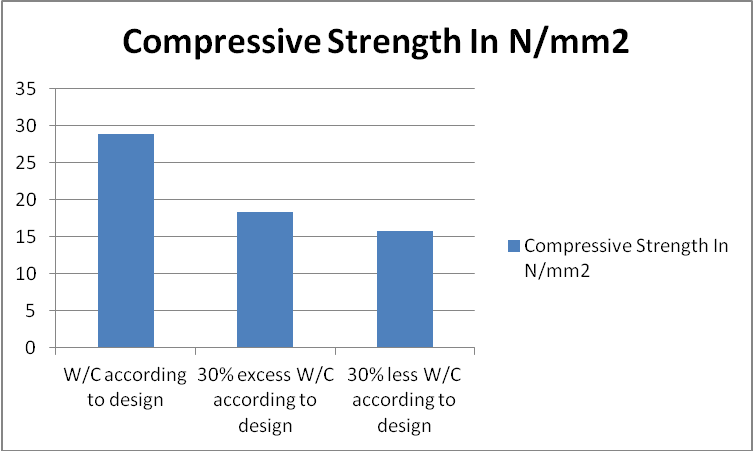 Compressive Strength In N/mm2
35
30
25
20
15
10
5
0
W/C according
to design
30% excess W/C
according to
design
30% less W/C
according to
design
Compressive Strength In
N/mm2